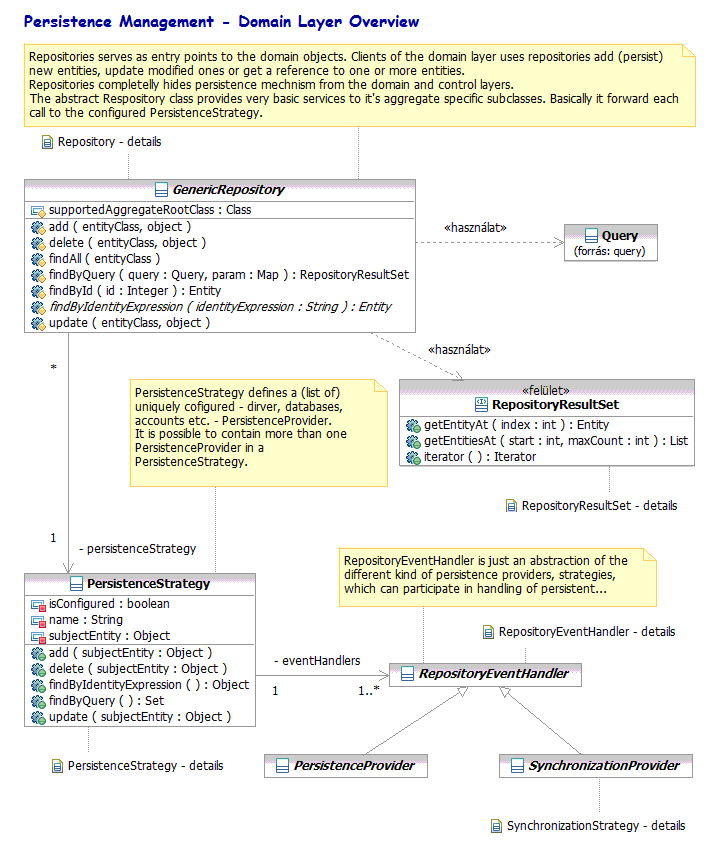 Persistence Management - Domain Layer Overview
Repositories serves as entry points to the domain objects. Clients of the domain layer uses repositories add (persist)
new entities, update modified ones or get a reference to one or more entities.
Repositories completelly hides persistence mechnism from the domain and control layers.
The abstract Respository class provides very basic services to it's aggregate specific subclasses. Basically it forward each
call to the configured PersistenceStrategy.
Repository - details
GenericRepository
supportedAggregateRootClass : Class
add ( entityClass, object )
delete ( entityClass, object )
findAll ( entityClass )
findByQuery ( query : Query, param : Map ) : RepositoryResultSet
findById ( id : Integer ) : Entity
findByIdentityExpression ( identityExpression : String ) : Entity
update ( entityClass, object )
«használat»
Query
(forrás: query)
«használat»
*
1
- persistenceStrategy
PersistenceStrategy defines a (list of)
uniquely cofigured - dirver, databases,
accounts etc. - PersistenceProvider.
It is possible to contain more than one
PersistenceProvider in a
PersistenceStrategy.
«felület»
RepositoryResultSet
getEntityAt ( index : int ) : Entity
getEntitiesAt ( start : int, maxCount : int ) : List
iterator ( ) : Iterator
RepositoryResultSet - details
RepositoryEventHandler is just an abstraction of the
different kind of persistence providers, strategies,
which can participate in handling of persistent...
PersistenceStrategy
isConfigured : boolean
name : String
subjectEntity : Object
add ( subjectEntity : Object )
delete ( subjectEntity : Object )
findByIdentityExpression ( ) : Object
findByQuery ( ) : Set
update ( subjectEntity : Object )
PersistenceStrategy - details
- eventHandlers
1
1..*
RepositoryEventHandler - details
RepositoryEventHandler
PersistenceProvider
SynchronizationProvider
SynchronizationStrategy - details